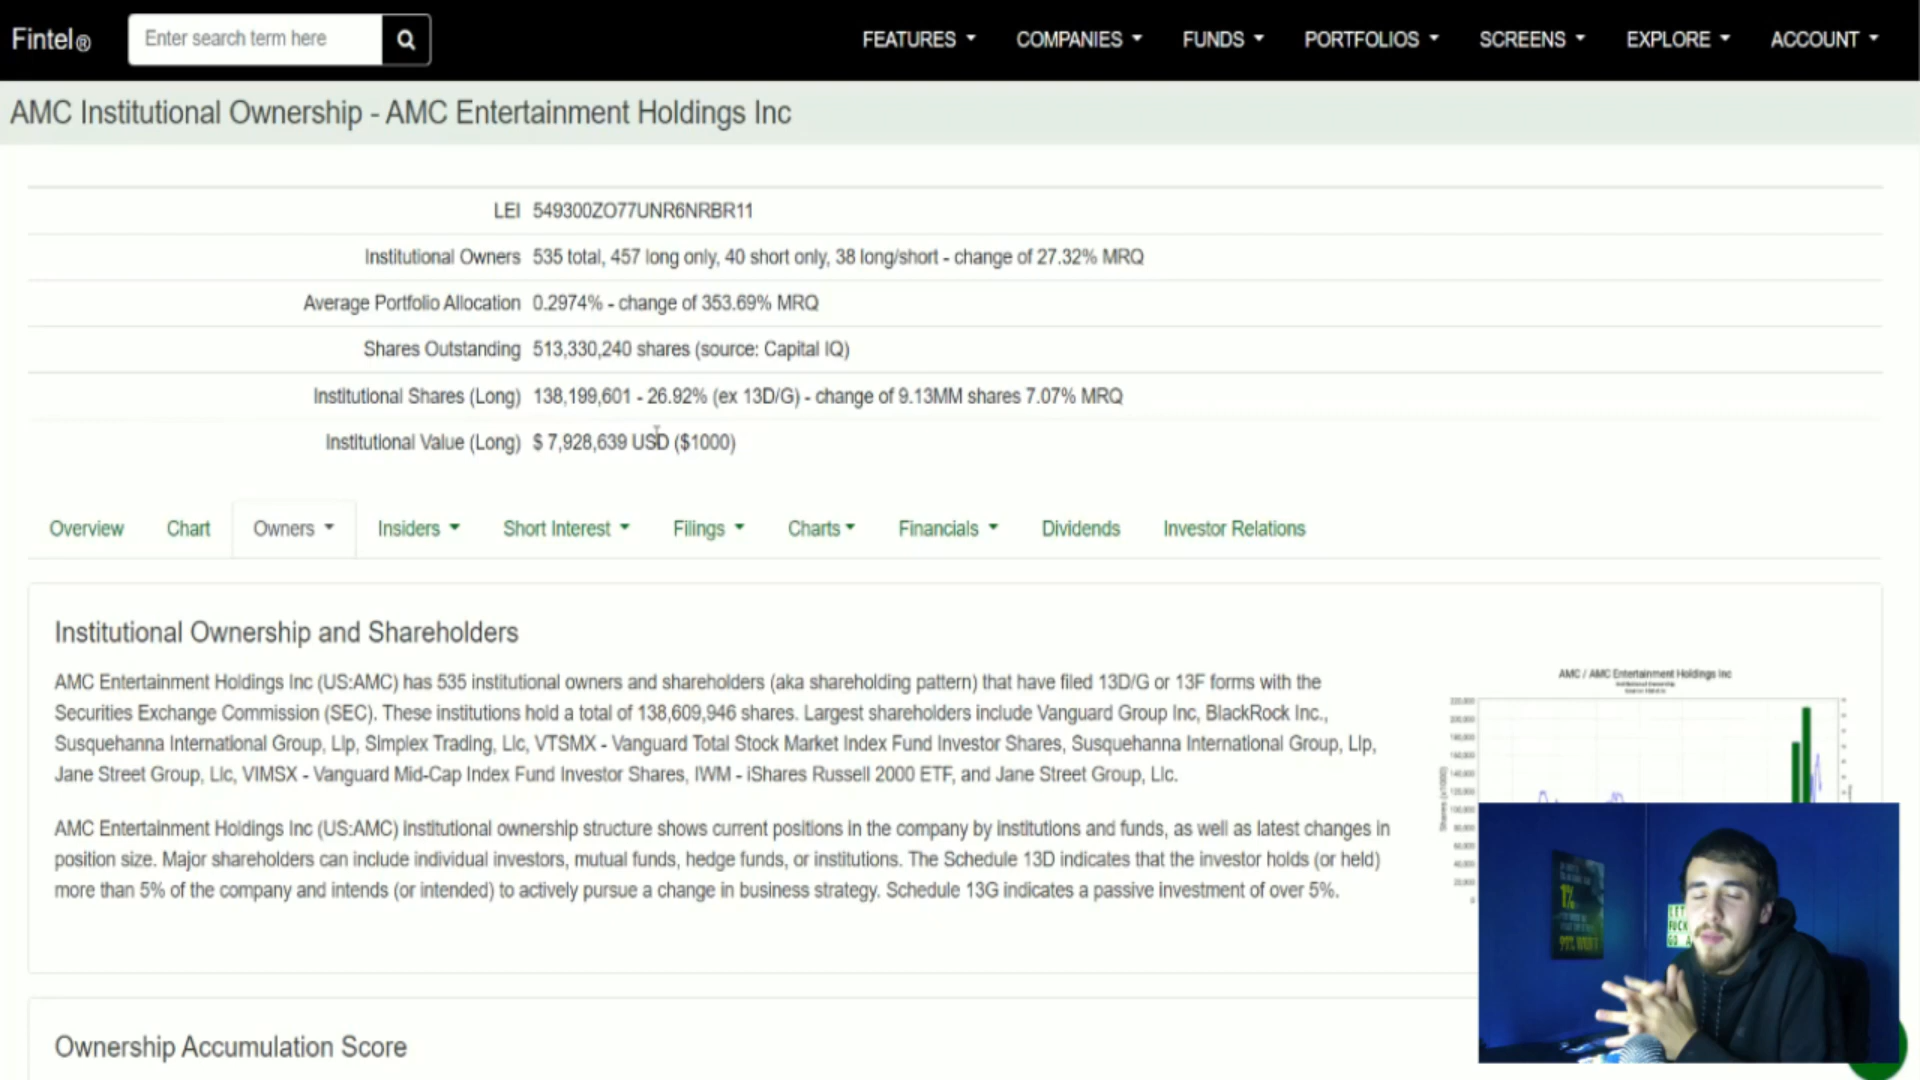 Fintel®
Enter search term here
FEATURES
COMPANIES
FUNDS
PORTFOLIOS
SCREENS
EXPLORE
ACCOUNT
AMC Institutional Ownership - AMC Entertainment Holdings Inc
LEI 549300ZO77UNR6NRBR11
Institutional Owners 535 total, 457 long only, 40 short only, 38 long/short - change of 27.32% MRQ
Average Portfolio Allocation 0.2974% - change of 353.69% MRQ
Shares Outstanding 513,330,240 shares (source: Capital IQ)
Institutional Shares (Long) 138,199,601 - 26.92% (ex 13D/G) - change of 9.13MM shares 7.07% MRQ
Institutional Value (Long) $ 7,928,639 USD ($1000)
Overview
Chart
Owners
Insiders
Short Interest
Filings
Charts
Financials
Dividends
Investor Relations
Institutional Ownership and Shareholders
AMC Entertainment Holdings Inc (US:AMC) has 535 institutional owners and shareholders (aka shareholding pattern) that have filed 13D/G or 13F forms with the
Securities Exchange Commission (SEC). These institutions hold a total of 138,609,946 shares. Largest shareholders include Vanguard Group Inc, BlackRock Inc.,
Susquehanna International Group, Llp, Simplex Trading, Llc, VTSMX - Vanguard Total Stock Market Index Fund Investor Shares, Susquehanna International Group, Llp,
Jane Street Group, Llc, VIMSX - Vanguard Mid-Cap Index Fund Investor Shares, IWM - iShares Russell 2000 ETF, and Jane Street Group, Llc.
AMC Entertainment Holdings Inc (US:AMC) Institutional ownership structure shows current positions in the company by institutions and funds, as well as latest changes in
position size. Major shareholders can include individual investors, mutual funds, hedge funds, or institutions. The Schedule 13D indicates that the investor holds (or held)
more than 5% of the company and intends (or intended) to actively pursue a change in business strategy. Schedule 13G indicates a passive investment of over 5%.
AMC / AMC Entertainment Holdings Inc
1%
LET
FUCK
GO
Ownership Accumulation Score